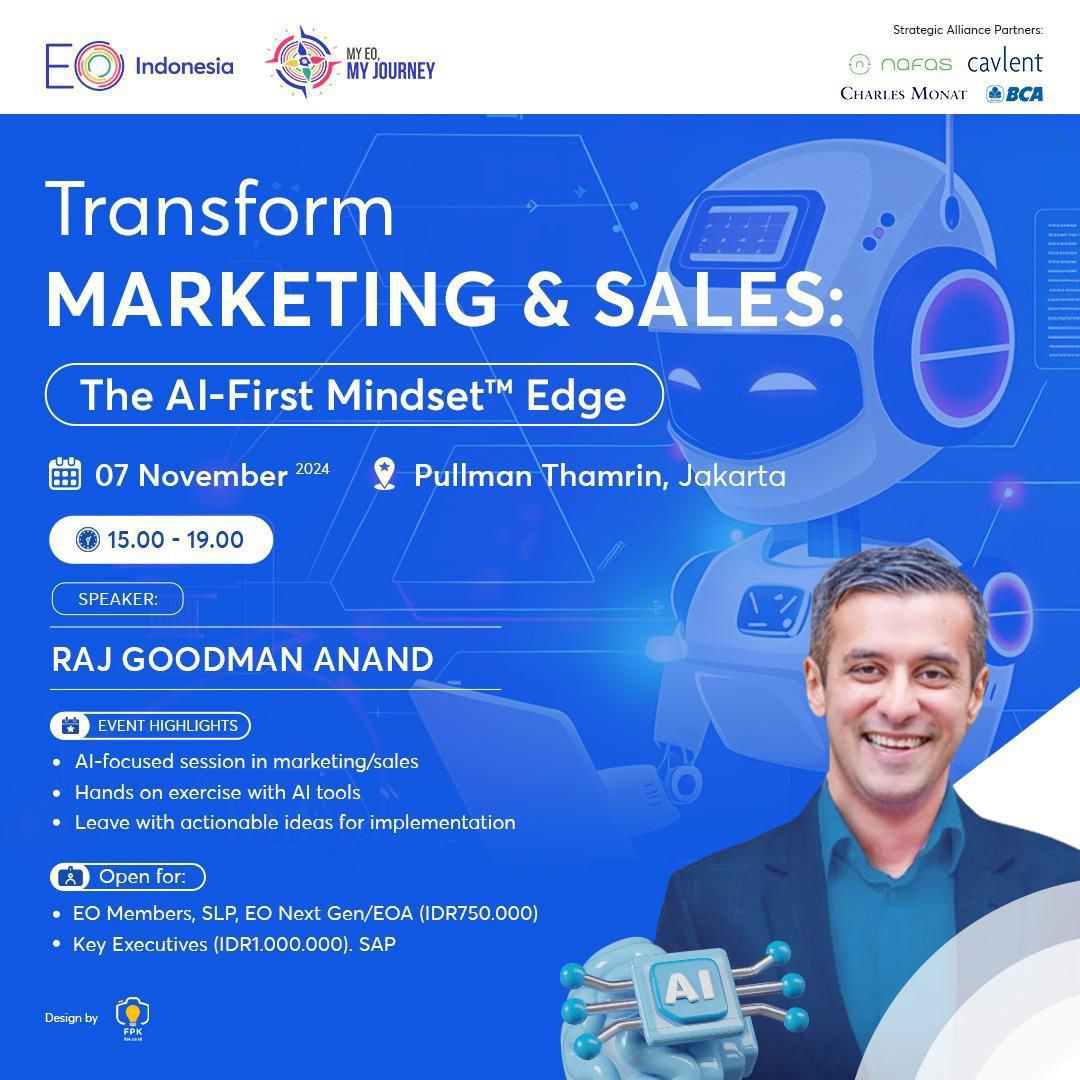 EO Indonesia
MY EO,
MY JOURNEY
Strategic Alliance Partners:
nafas cavlent
CHARLES MONAT BCA
Transform
MARKETING & SALES:
The AI-First Mindset™ Edge
07 November 2024
Pullman Thamrin, Jakarta
15.00 - 19.00
SPEAKER:
RAJ GOODMAN ANAND
EVENT HIGHLIGHTS
• AI-focused session in marketing/sales
• Hands on exercise with AI tools
• Leave with actionable ideas for implementation
Open for:
• EO Members, SLP, EO Next Gen/EOA (IDR750.000)
• Key Executives (IDR1.000.000). SAP
AI
Design by
FPK